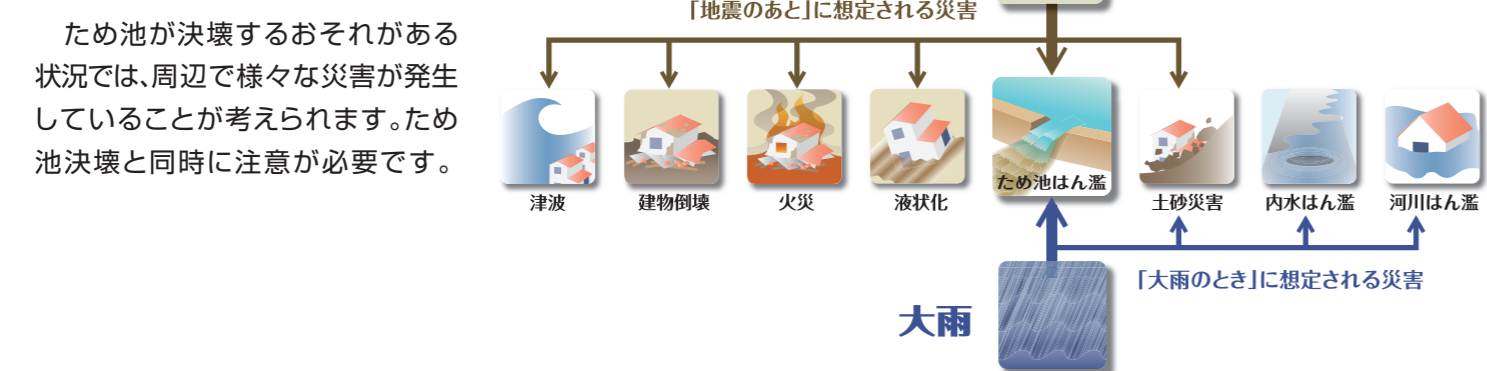 ため池が決壊するおそれがある
状況では、周辺で様々な災害が発生
していることが考えられます。ため
池決壊と同時に注意が必要です。
「地震のあと」に想定される災害
津波
建物倒壊
火災
液状化
ため池はん濫
土砂災害
内水はん濫
河川はん濫
「大雨のとき」に想定される災害
大雨